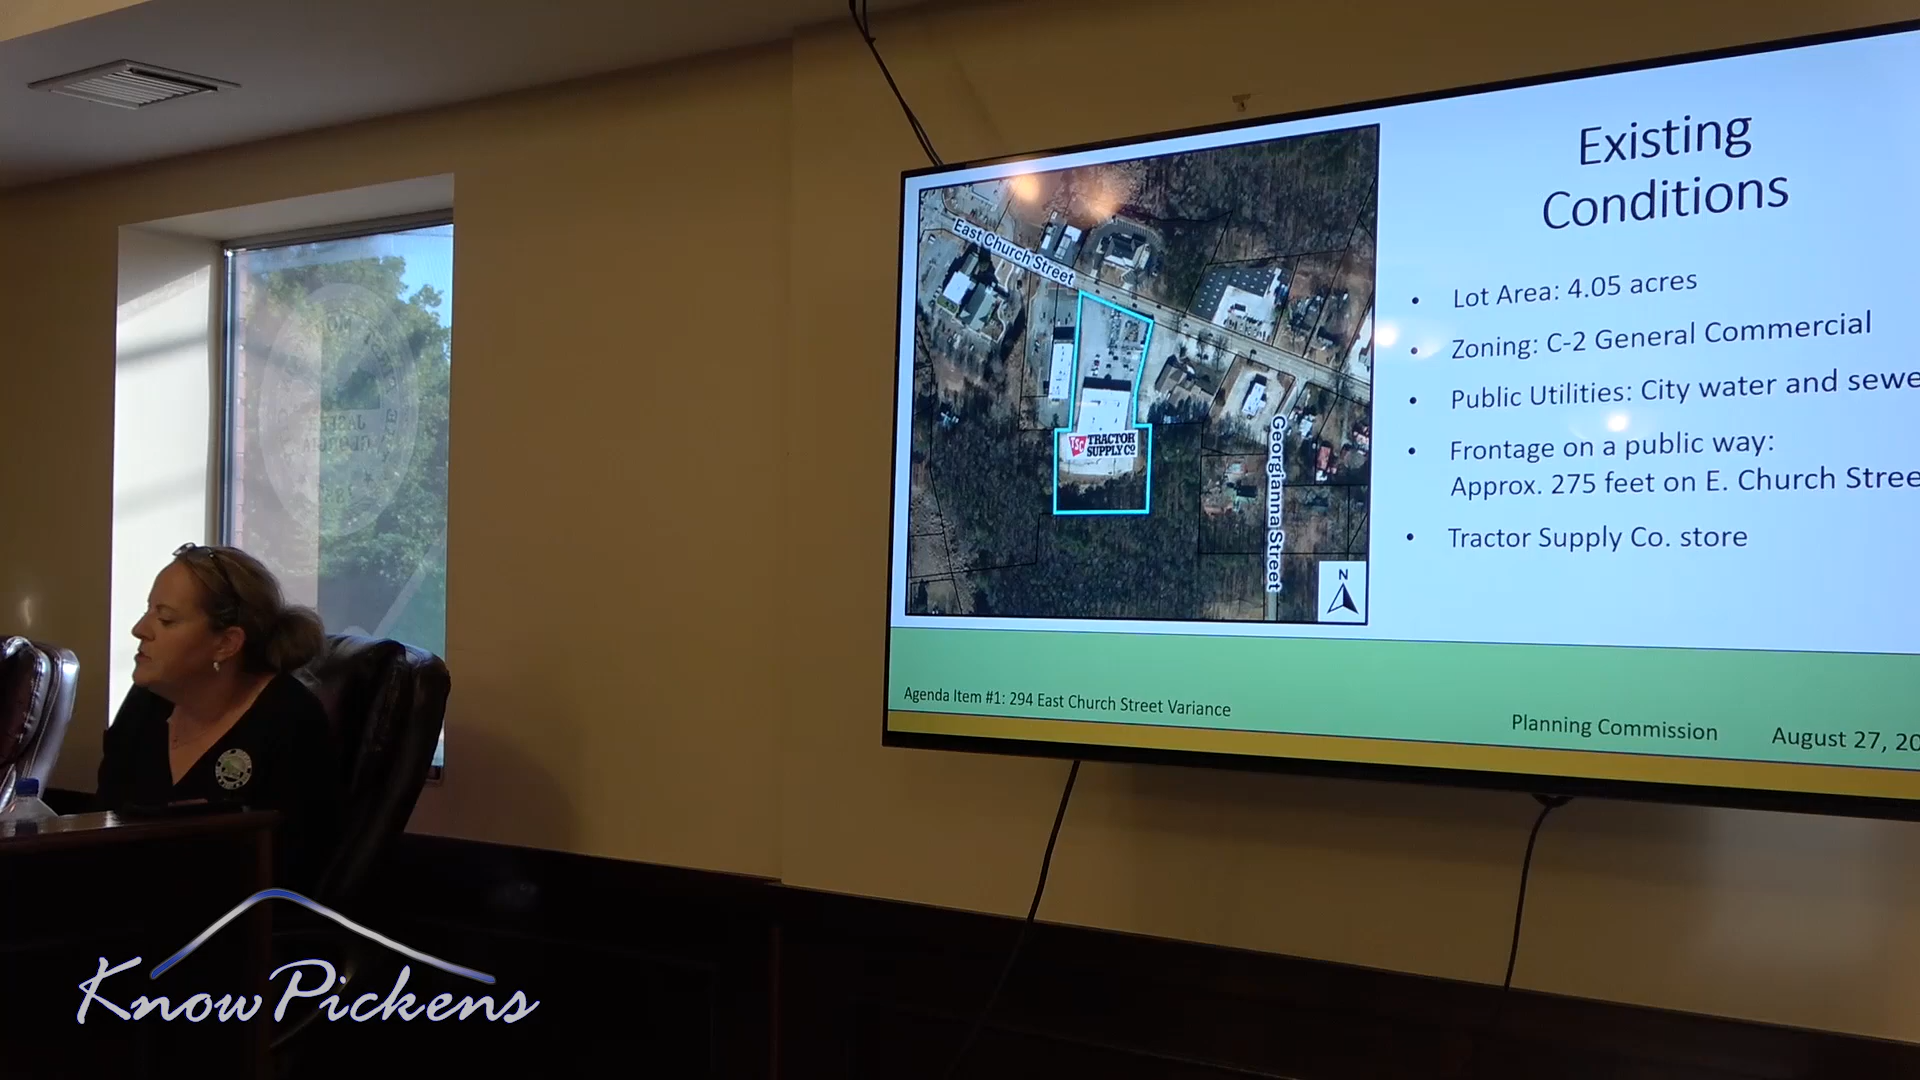 Existing
Conditions
East Church Street
TSC TRACTOR
SUPPLY CO
Georgianna Street
N
• Lot Area: 4.05 acres
• Zoning: C-2 General Commercial
• Public Utilities: City water and sewe
• Frontage on a public way:
Approx. 275 feet on E. Church Stree
• Tractor Supply Co. store
Agenda Item #1: 294 East Church Street Variance
Planning Commission
August 27, 20
JASPER
GEORGIA
KnowPickens